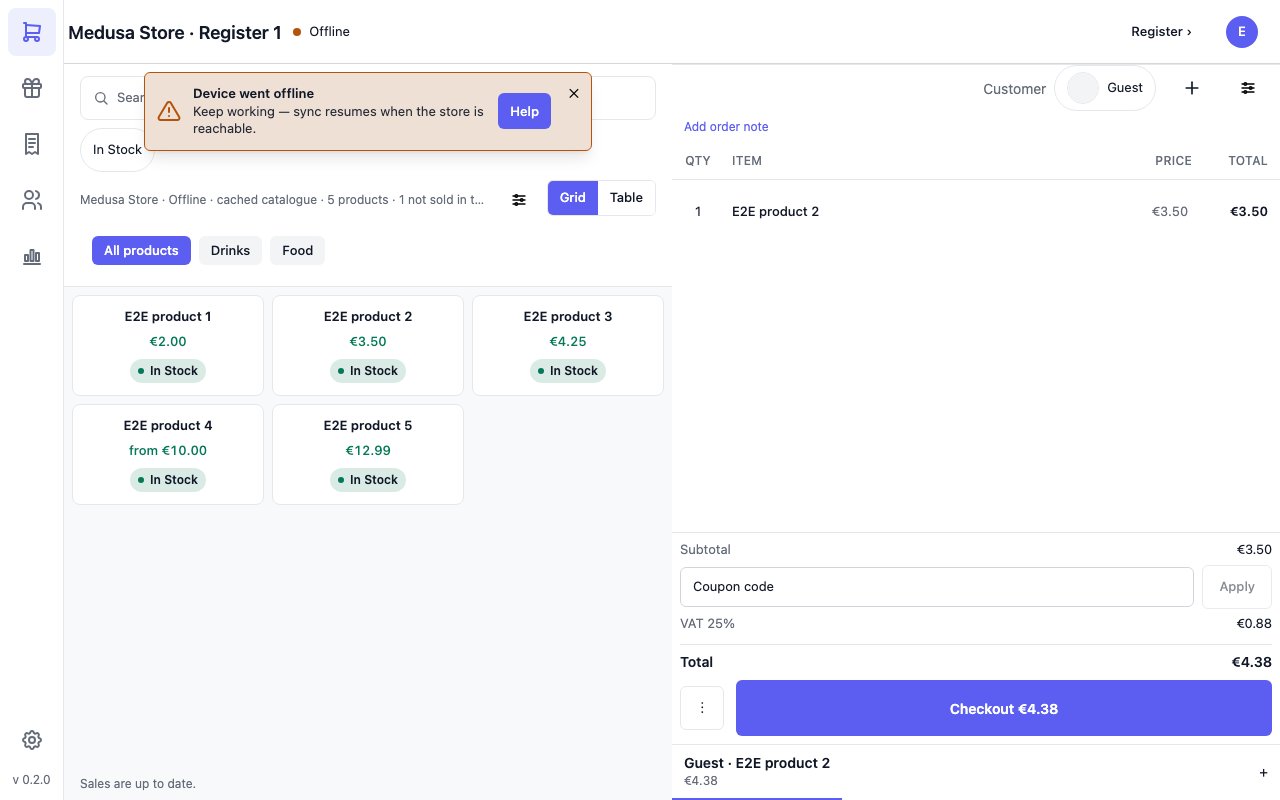 Medusa Store · Register 1
Offline
Register ›
E
Device went offline
Keep working — sync resumes when the store is
reachable.
Help
Sear
In Stock
Medusa Store · Offline · cached catalogue · 5 products · 1 not sold in t...
Grid
Table
All products
Drinks
Food
E2E product 1
€2.00
In Stock
E2E product 2
€3.50
In Stock
E2E product 3
€4.25
In Stock
E2E product 4
from €10.00
In Stock
E2E product 5
€12.99
In Stock
Sales are up to date.
v 0.2.0
Customer
Guest
Add order note
QTY ITEM PRICE TOTAL
1 E2E product 2 €3.50 €3.50
Subtotal €3.50
Coupon code
Apply
VAT 25% €0.88
Total €4.38
Checkout €4.38
Guest · E2E product 2
€4.38